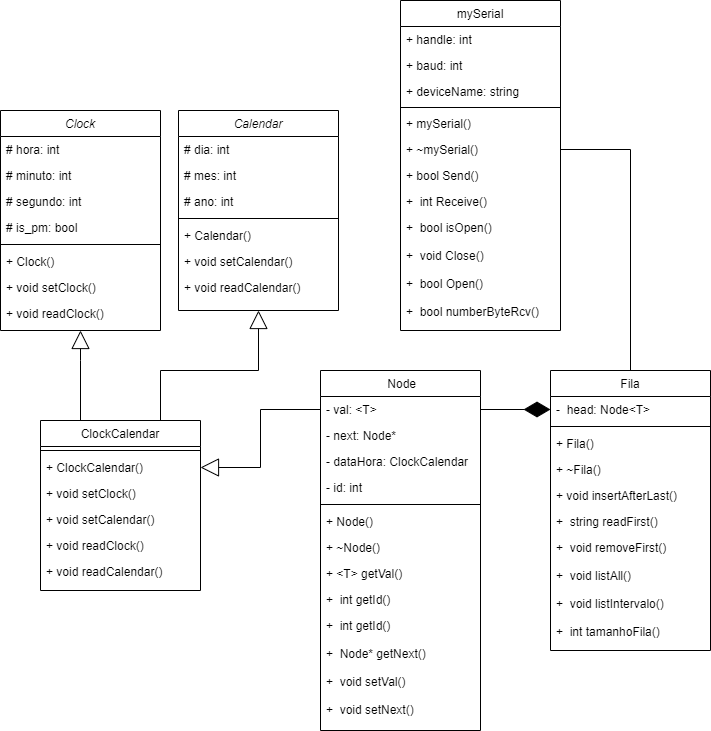 mySerial
+ handle: int
+ baud: int
+ deviceName: string
+ mySerial()
+ ~mySerial()
+ bool Send()
+ int Receive()
+ bool isOpen()
+ void Close()
+ bool Open()
+ bool numberByteRcv()
Clock
# hora: int
# minuto: int
# segundo: int
# is_pm: bool
+ Clock()
+ void setClock()
+ void readClock()
Calendar
# dia: int
# mes: int
# ano: int
+ Calendar()
+ void setCalendar()
+ void readCalendar()
ClockCalendar
+ ClockCalendar()
+ void setClock()
+ void setCalendar()
+ void readClock()
+ void readCalendar()
Node
- val: <T>
- next: Node*
- dataHora: ClockCalendar
- id: int
+ Node()
+ ~Node()
+ <T> getVal()
+ int getId()
+ int getId()
+ Node* getNext()
+ void setVal()
+ void setNext()
Fila
- head: Node<T>
+ Fila()
+ ~Fila()
+ void insertAfterLast()
+ string readFirst()
+ void removeFirst()
+ void listAll()
+ void listIntervalo()
+ int tamanhoFila()